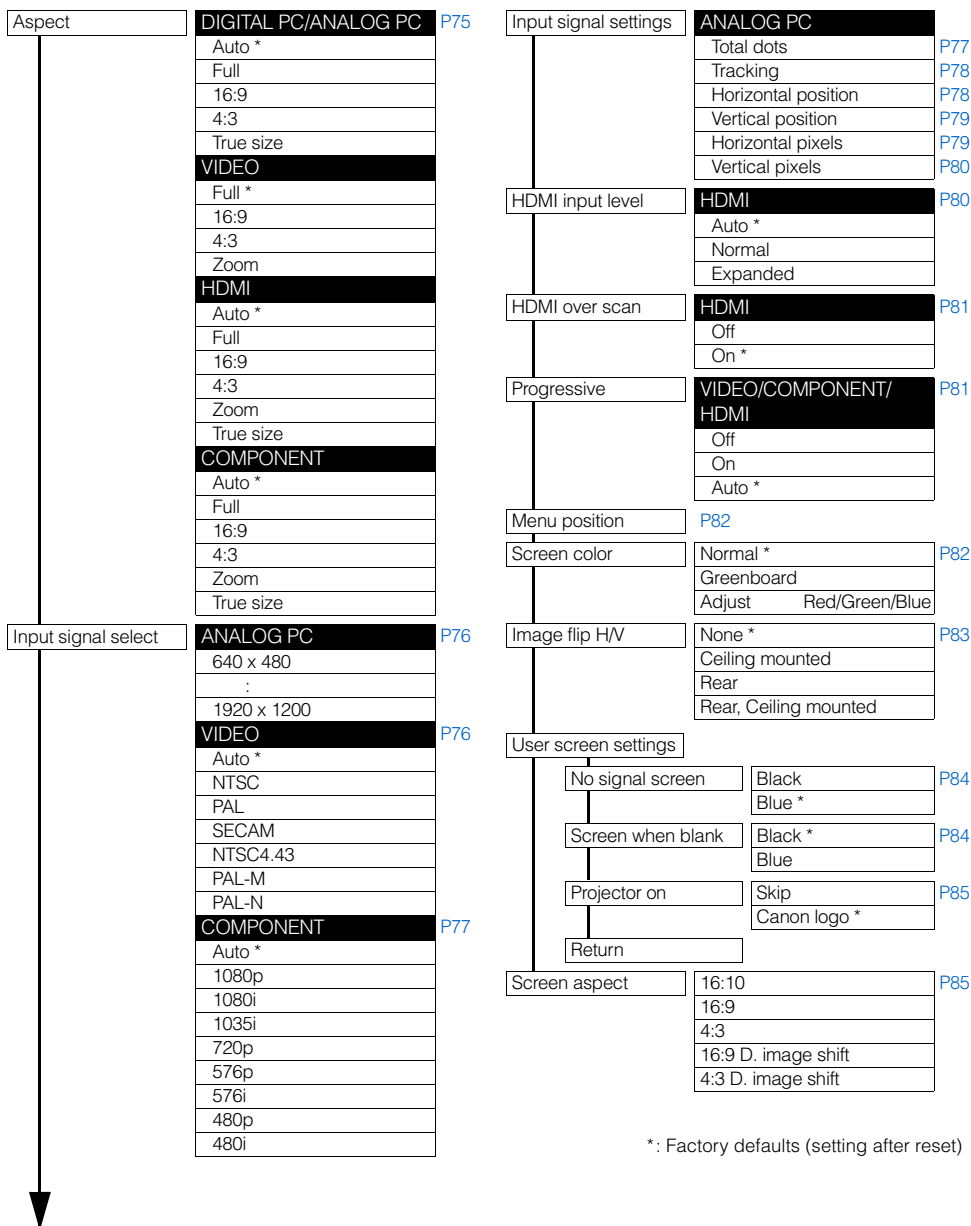 Aspect
DIGITAL PC/ANALOG PC P75
Auto *
Full
16:9
4:3
True size
VIDEO
Full *
16:9
4:3
Zoom
HDMI
Auto *
Full
16:9
4:3
Zoom
True size
COMPONENT
Auto *
Full
16:9
4:3
Zoom
True size
Input signal select
ANALOG PC P76
640 x 480
:
1920 x 1200
VIDEO P76
Auto *
NTSC
PAL
SECAM
NTSC4.43
PAL-M
PAL-N
COMPONENT P77
Auto *
1080p
1080i
1035i
720p
576p
576i
480p
480i
Input signal settings
ANALOG PC
Total dots P77
Tracking P78
Horizontal position P78
Vertical position P79
Horizontal pixels P79
Vertical pixels P80
HDMI input level
HDMI P80
Auto *
Normal
Expanded
HDMI over scan
HDMI P81
Off
On *
Progressive
VIDEO/COMPONENT/ P81
HDMI
Off
On
Auto *
Menu position P82
Screen color
Normal * P82
Greenboard
Adjust Red/Green/Blue
Image flip H/V
None * P83
Ceiling mounted
Rear
Rear, Ceiling mounted
User screen settings
No signal screen
Black P84
Blue *
Screen when blank
Black * P84
Blue
Projector on
Skip P85
Canon logo *
Return
Screen aspect
16:10 P85
16:9
4:3
16:9 D. image shift
4:3 D. image shift
*: Factory defaults (setting after reset)